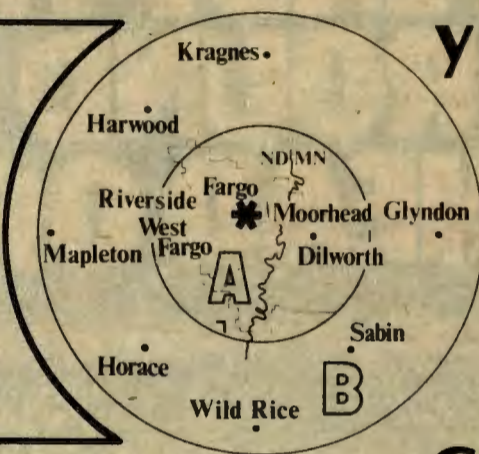 y
Kragnes
Harwood
ND MN
Fargo
Riverside
Moorhead Glyndon
West
Fargo
Mapleton
Dilworth
A
Sabin
Horace
B
Wild Rice